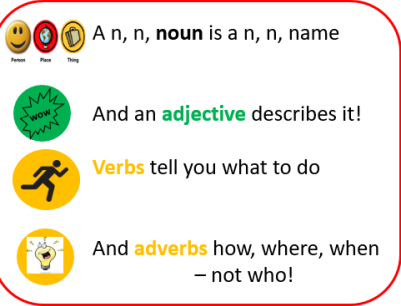 A n, n, noun is a n, n, name
Person Place Thing
WOW
And an adjective describes it!
Verbs tell you what to do
And adverbs how, where, when
– not who!